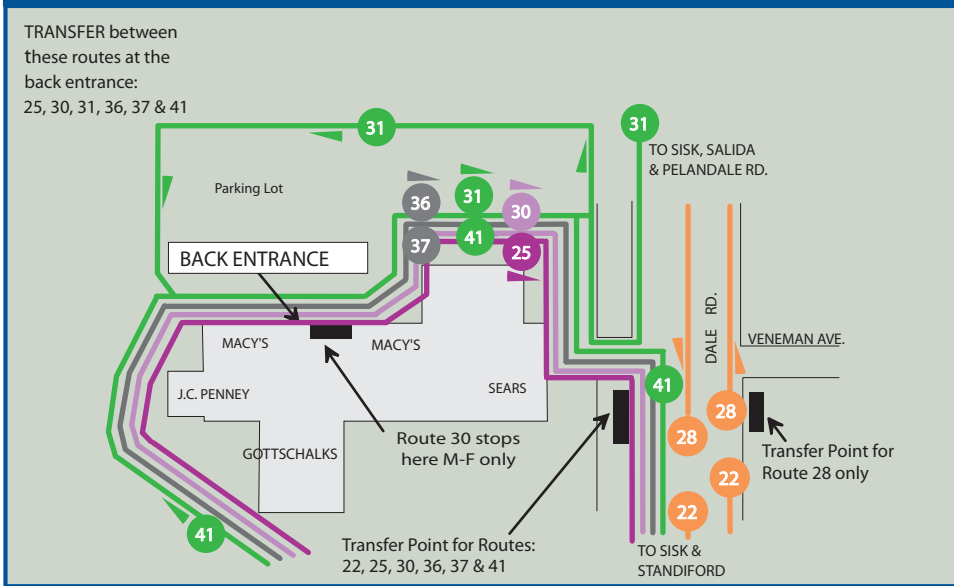 TRANSFER between
these routes at the
back entrance:
25, 30, 31, 36, 37 & 41
31
31
TO SISK, SALIDA
& PELANDALE RD.
Parking Lot
36
31
30
37
41
25
BACK ENTRANCE
DALE RD.
VENEMAN AVE.
MACY'S
MACY'S
J.C. PENNEY
SEARS
41
28
28
GOTTSCHALKS
Route 30 stops
here M-F only
Transfer Point for
Route 28 only
22
22
41
Transfer Point for Routes:
22, 25, 30, 36, 37 & 41
TO SISK &
STANDIFORD